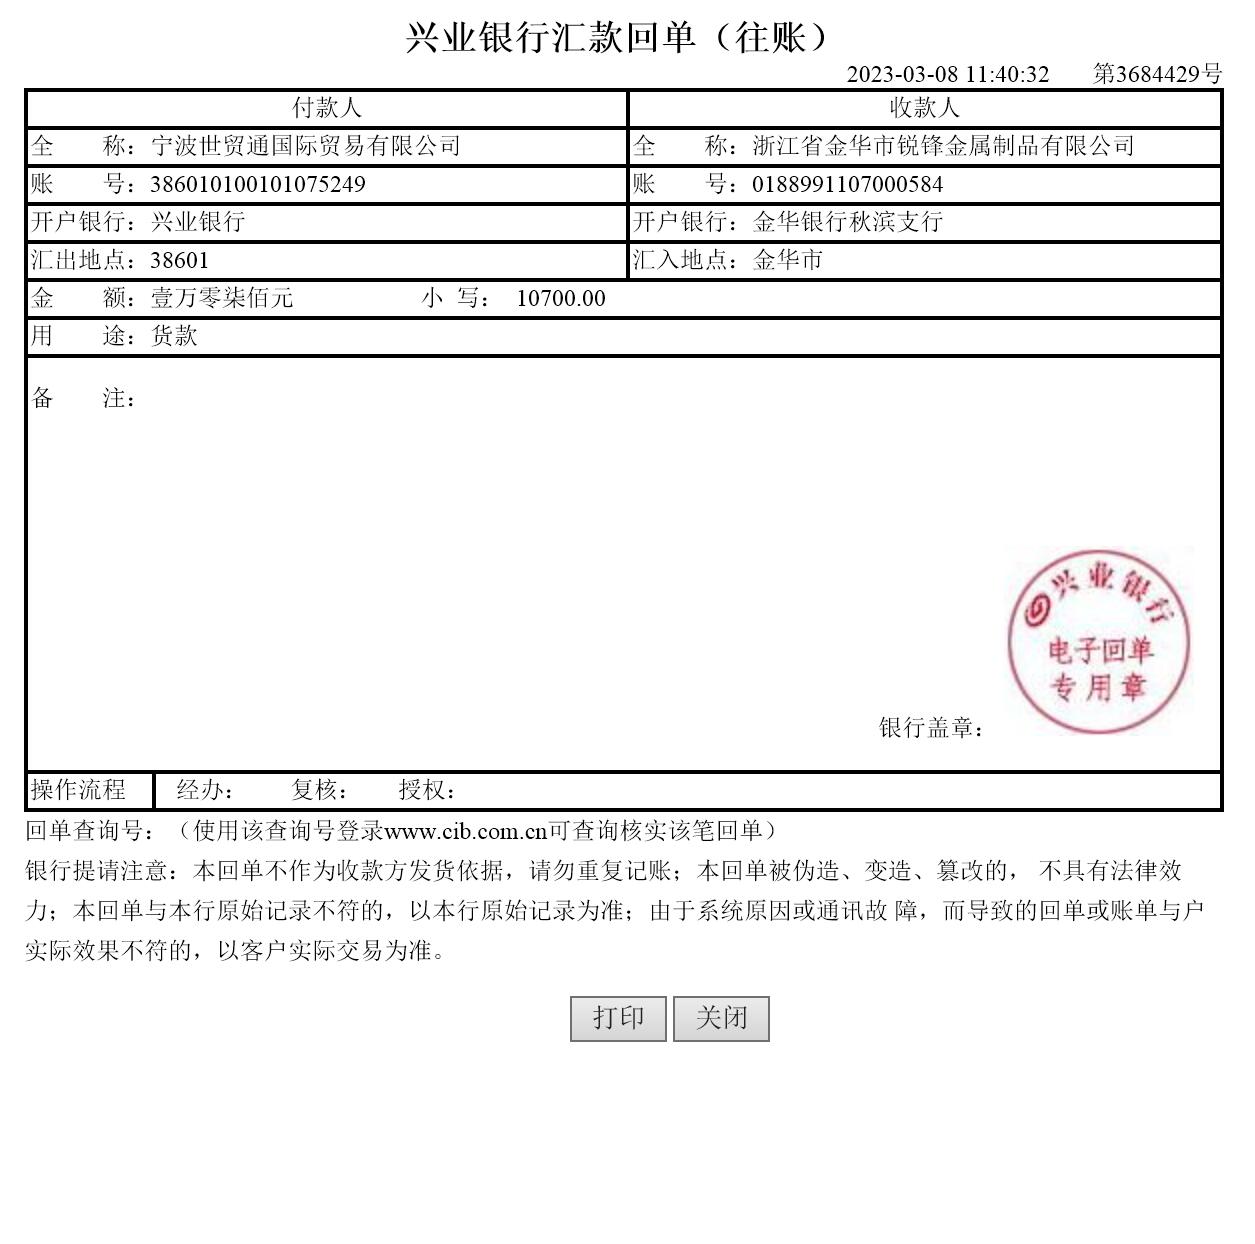 兴业银行汇款回单（往账）
2023-03-08 11:40:32 第3684429号
付款人 收款人
全 称：宁波世贸通国际贸易有限公司 全 称：浙江省金华市锐锋金属制品有限公司
账 号：386010100101075249 账 号：0188991107000584
开户银行：兴业银行 开户银行：金华银行秋滨支行
汇出地点：38601 汇入地点：金华市
金 额：壹万零柒佰元 小 写： 10700.00
用 途：货款
备 注：
兴业银行
电子回单
专用章
银行盖章：
操作流程 经办： 复核： 授权：
回单查询号：（使用该查询号登录www.cib.com.cn可查询核实该笔回单）
银行提请注意：本回单不作为收款方发货依据，请勿重复记账；本回单被伪造、变造、篡改的， 不具有法律效
力；本回单与本行原始记录不符的，以本行原始记录为准；由于系统原因或通讯故 障，而导致的回单或账单与户
实际效果不符的，以客户实际交易为准。
打印 关闭